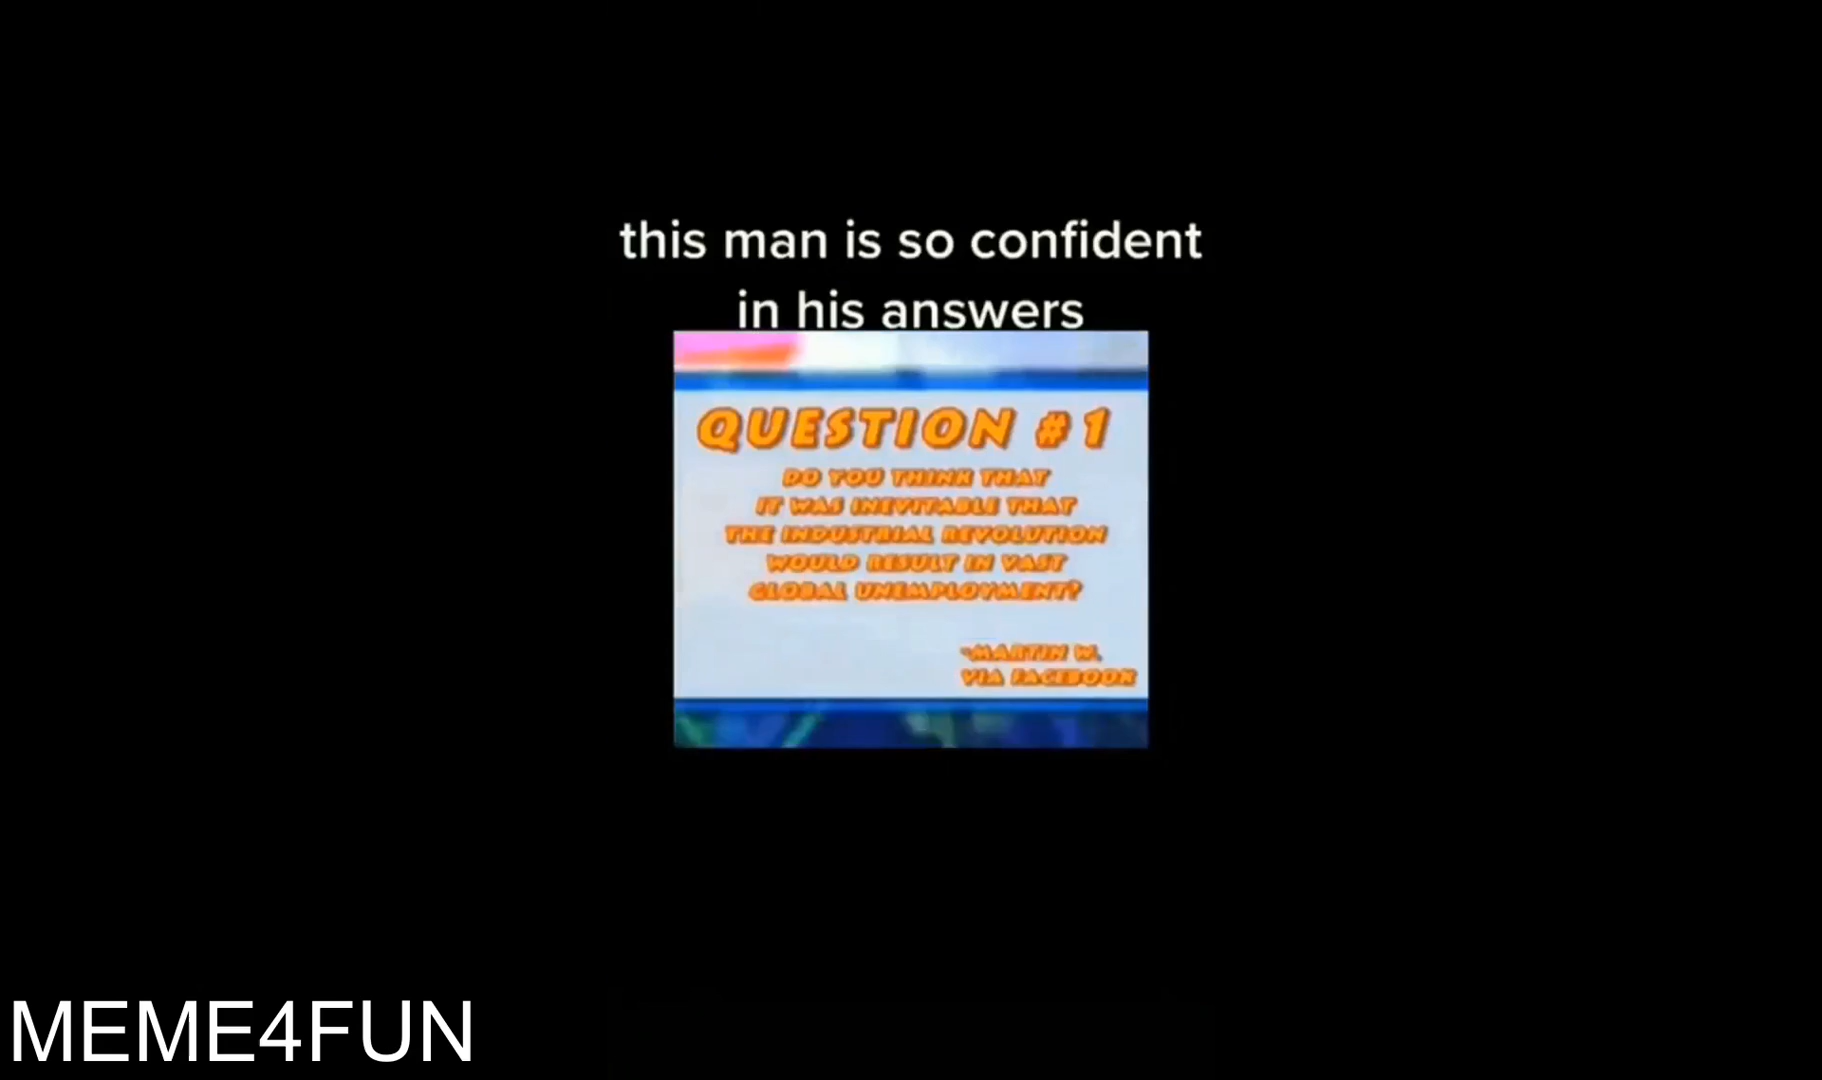 this man is so confident
in his answers
QUESTION #1
DO YOU THINK THAT
IT WAS INEVITABLE THAT
THE INDUSTRIAL REVOLUTION
WOULD RESULT IN VAST
GLOBAL UNEMPLOYMENT?
-MARTIN W.
VIA FACEBOOK
MEME4FUN